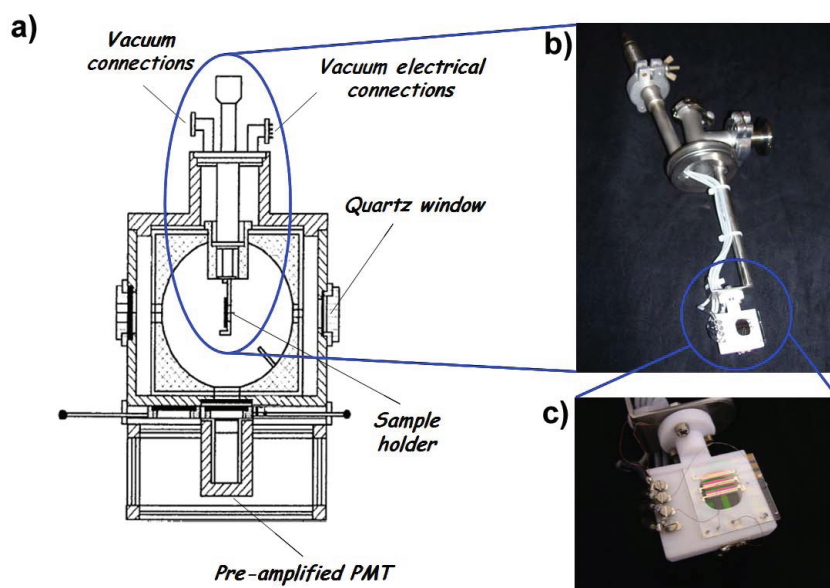 a)
Vacuum
connections
Vacuum electrical
connections
Quartz window
Sample
holder
Pre-amplified PMT
b)
c)